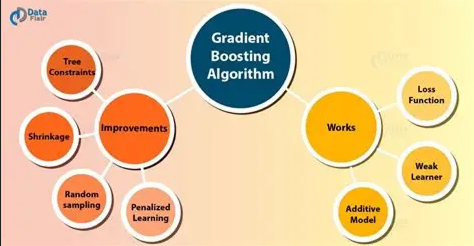 Data
Flair
Gradient
Boosting
Algorithm
Tree
Constraints
Shrinkage
Improvements
Random
sampling
Penalized
Learning
Works
Loss
Function
Weak
Learner
Additive
Model